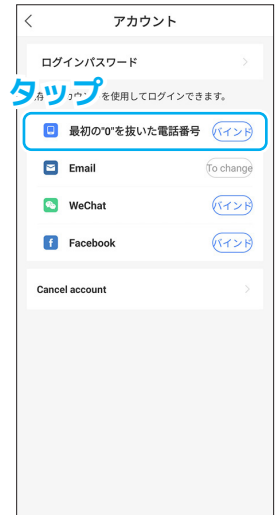 アカウント
ログインパスワード
タップ
を使用してログインできます。
最初の"0"を抜いた電話番号 バインド
Email To change
WeChat バインド
Facebook バインド
Cancel account